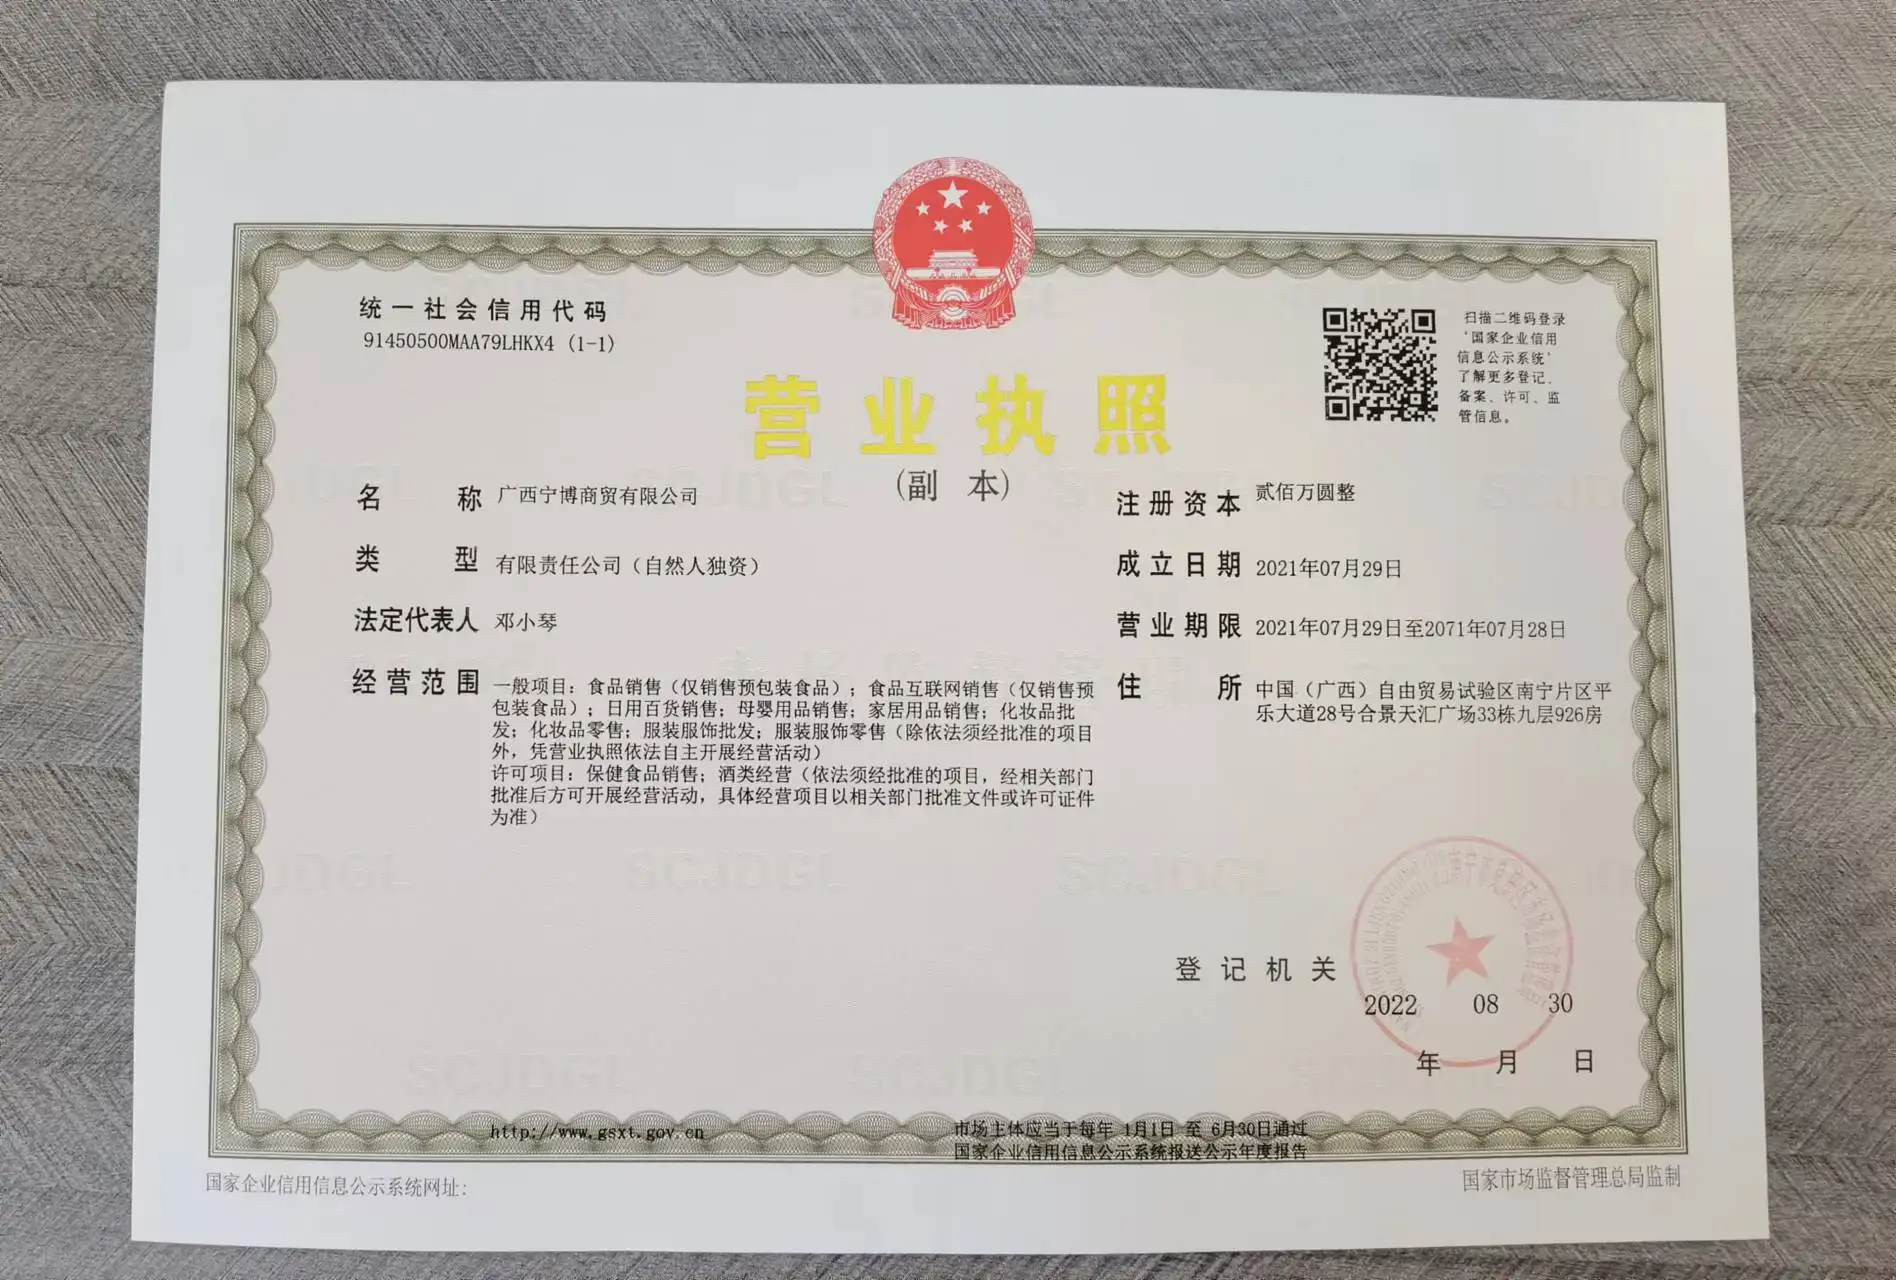 统一社会信用代码
91450500MAA79LHKX4 (1-1)
扫描二维码登录
‘国家企业信用
信息公示系统’
了解更多登记、
备案、许可、监
管信息。
营业执照
(副 本)
名 称 广西宁博商贸有限公司
类 型 有限责任公司（自然人独资）
法定代表人 邓小琴
经营范围 一般项目：食品销售（仅销售预包装食品）；食品互联网销售（仅销售预
包装食品）；日用百货销售；母婴用品销售；家居用品销售；化妆品批
发；化妆品零售；服装服饰批发；服装服饰零售（除依法须经批准的项目
外，凭营业执照依法自主开展经营活动）
许可项目：保健食品销售；酒类经营（依法须经批准的项目，经相关部门
批准后方可开展经营活动，具体经营项目以相关部门批准文件或许可证件
为准）
注册资本 贰佰万圆整
成立日期 2021年07月29日
营业期限 2021年07月29日至2071年07月28日
住 所 中国（广西）自由贸易试验区南宁片区平
乐大道28号合景天汇广场33栋九层926房
登记机关
2022 08 30
年 月 日
http://www.gsxt.gov.cn
市场主体应当于每年 1月1日 至 6月30日通过
国家企业信用信息公示系统报送公示年度报告
国家企业信用信息公示系统网址：
国家市场监督管理总局监制